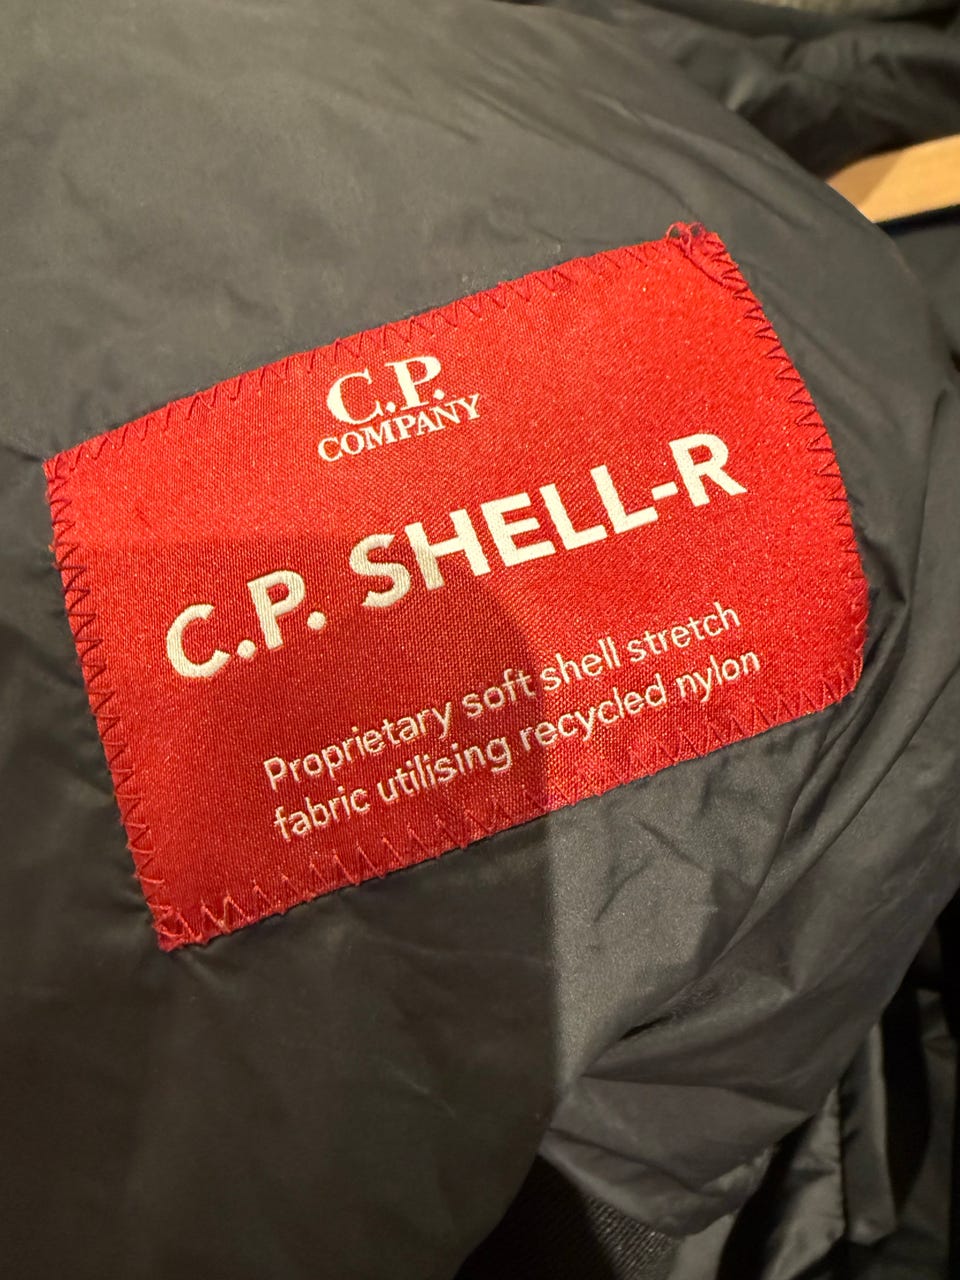 C.P.
COMPANY
C.P. SHELL-R
Proprietary soft shell stretch
fabric utilising recycled nylon